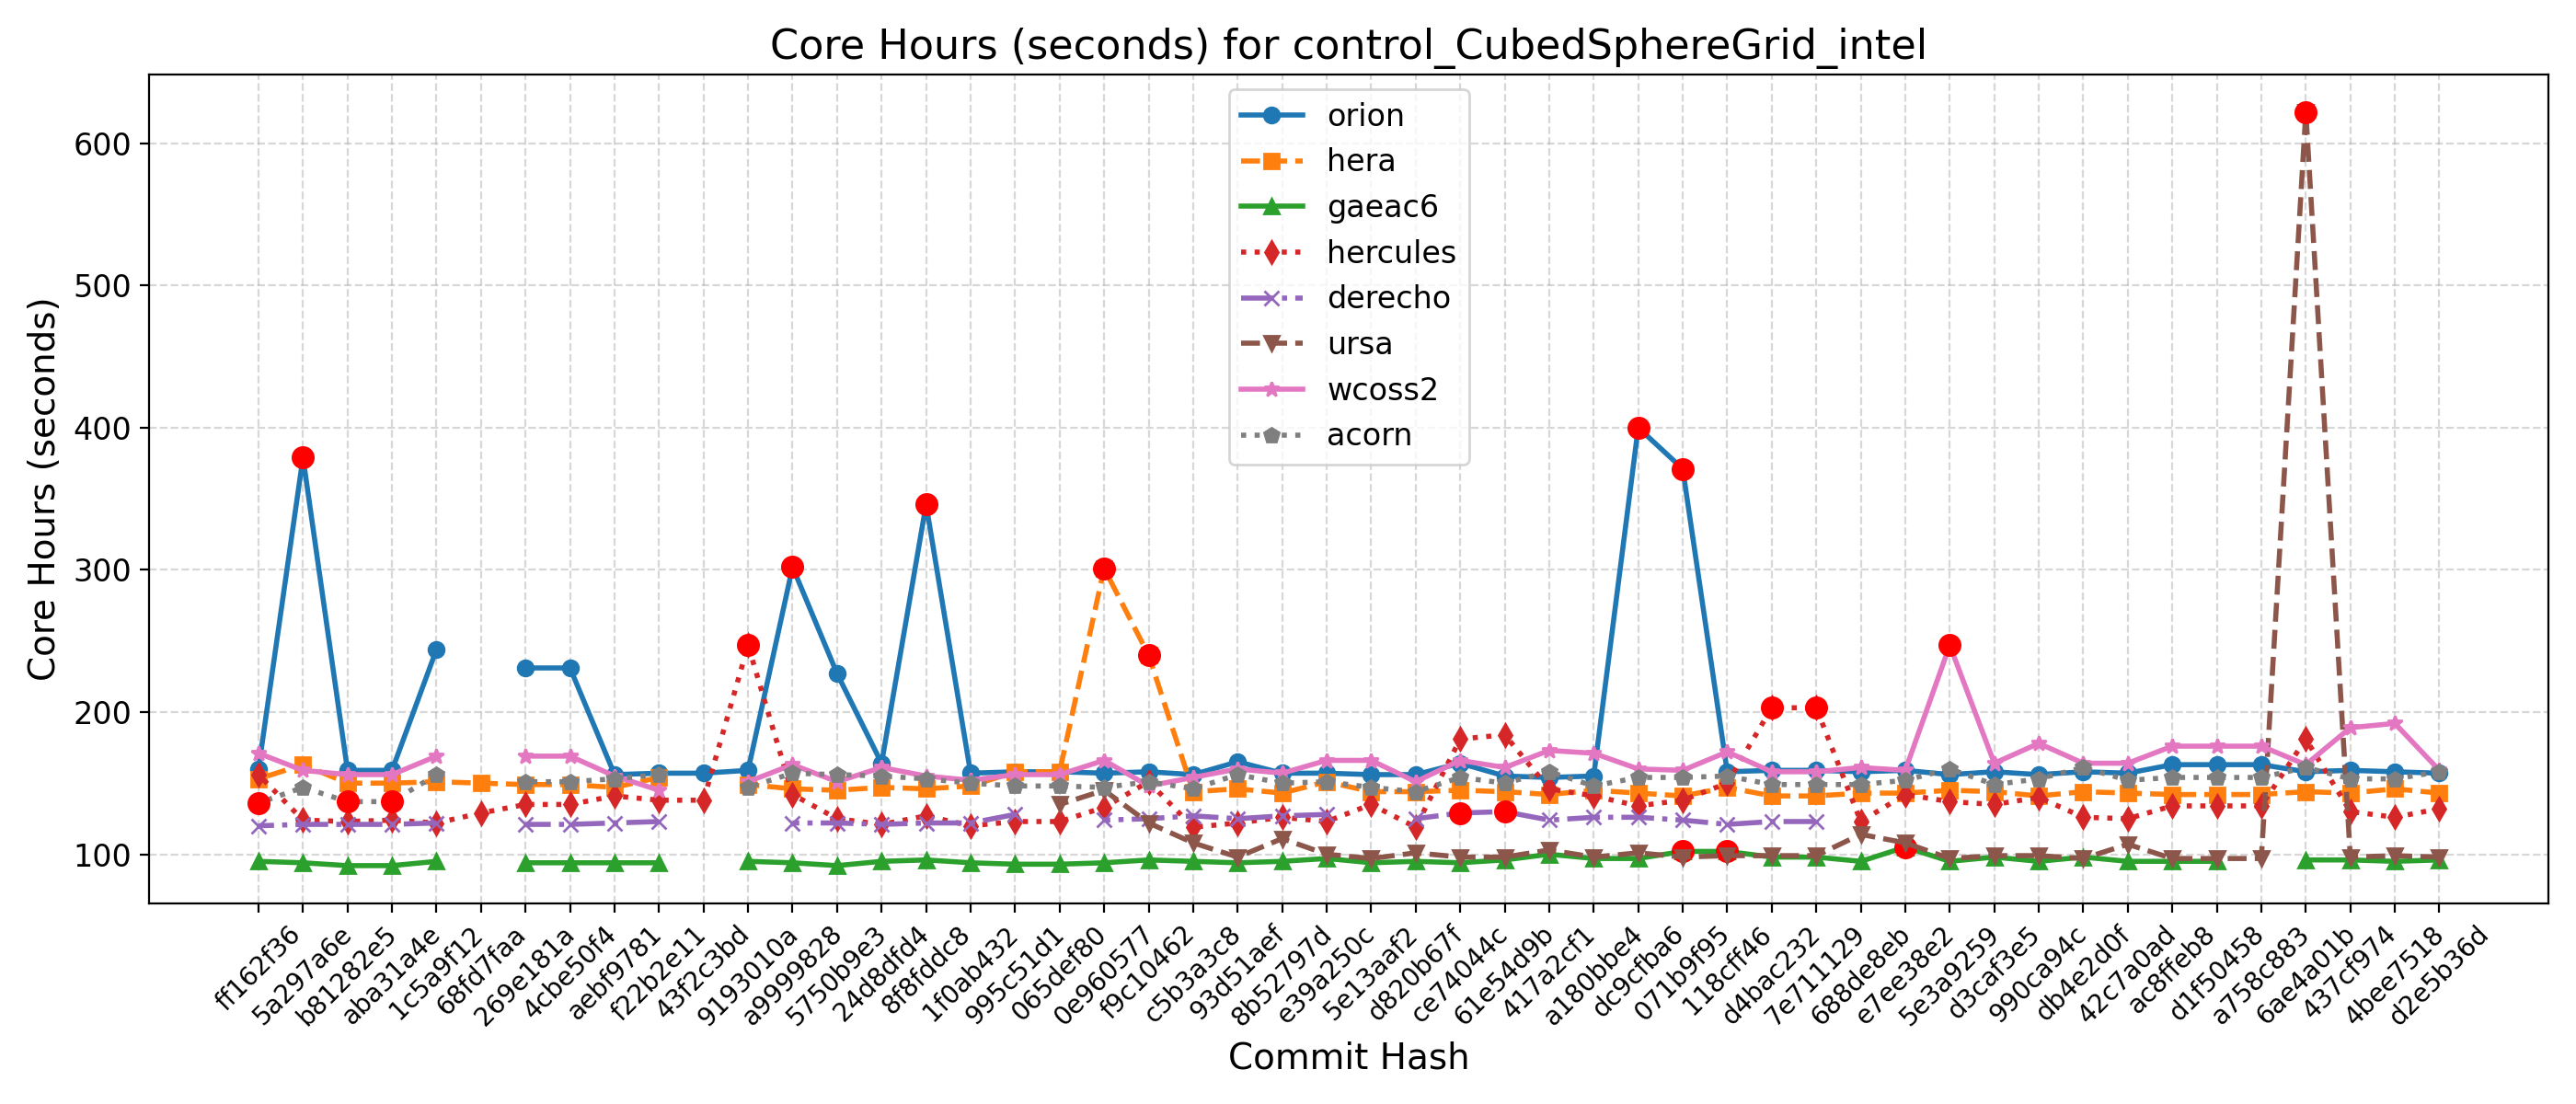 Core Hours (seconds) for control_CubedSphereGrid_intel
Core Hours (seconds)
600
500
400
300
200
100
orion
hera
gaeac6
hercules
derecho
ursa
wcoss2
acorn
ff162f36
5a297a6e
b81282e5
aba31a4e
1c5a9f12
68fd7faa
269e181a
4cbe50f4
aebf9781
f22b2e11
43f2c3bd
9193010a
a9999828
5750b9e3
24d8dfd4
8f8fddc8
1f0ab432
995c51d1
065def80
0e960577
f9c10462
c5b3a3c8
93d51aef
8b52797d
e39a250c
5e13aaf2
d820b67f
ce74044c
61e54d9b
417a2cf1
a180bbe4
dc9cfba6
071b9f95
118cff46
d4bac232
7e711129
688de8eb
e7ee38e2
5e3a9259
d3caf3e5
990ca94c
db4e2d0f
42c7a0ad
ac8ffeb8
d1f50458
a758c883
6ae4a01b
437cf974
4bee7518
d2e5b36d
Commit Hash